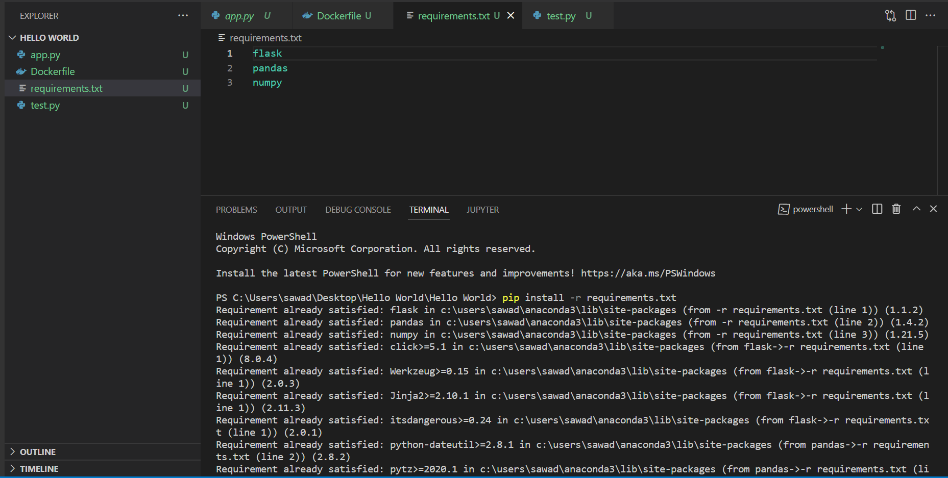 EXPLORER
HELLO WORLD
app.py U
Dockerfile U
requirements.txt U
test.py U
OUTLINE
TIMELINE
app.py U
Dockerfile U
requirements.txt U
test.py U
requirements.txt
1 flask
2 pandas
3 numpy
PROBLEMS OUTPUT DEBUG CONSOLE TERMINAL JUPYTER
powershell
Windows PowerShell
Copyright (C) Microsoft Corporation. All rights reserved.
Install the latest PowerShell for new features and improvements! https://aka.ms/PSWindows
PS C:\Users\sawad\Desktop\Hello World\Hello World> pip install -r requirements.txt
Requirement already satisfied: flask in c:\users\sawad\anaconda3\lib\site-packages (from -r requirements.txt (line 1)) (1.1.2)
Requirement already satisfied: pandas in c:\users\sawad\anaconda3\lib\site-packages (from -r requirements.txt (line 2)) (1.4.2)
Requirement already satisfied: numpy in c:\users\sawad\anaconda3\lib\site-packages (from -r requirements.txt (line 3)) (1.21.5)
Requirement already satisfied: click>=5.1 in c:\users\sawad\anaconda3\lib\site-packages (from flask->-r requirements.txt (line
1)) (8.0.4)
Requirement already satisfied: Werkzeug>=0.15 in c:\users\sawad\anaconda3\lib\site-packages (from flask->-r requirements.txt (l
ine 1)) (2.0.3)
Requirement already satisfied: Jinja2>=2.10.1 in c:\users\sawad\anaconda3\lib\site-packages (from flask->-r requirements.txt (l
ine 1)) (2.11.3)
Requirement already satisfied: itsdangerous>=0.24 in c:\users\sawad\anaconda3\lib\site-packages (from flask->-r requirements.tx
t (line 1)) (2.0.1)
Requirement already satisfied: python-dateutil>=2.8.1 in c:\users\sawad\anaconda3\lib\site-packages (from pandas->-r requiremen
ts.txt (line 2)) (2.8.2)
Requirement already satisfied: pytz>=2020.1 in c:\users\sawad\anaconda3\lib\site-packages (from pandas->-r requirements.txt (li